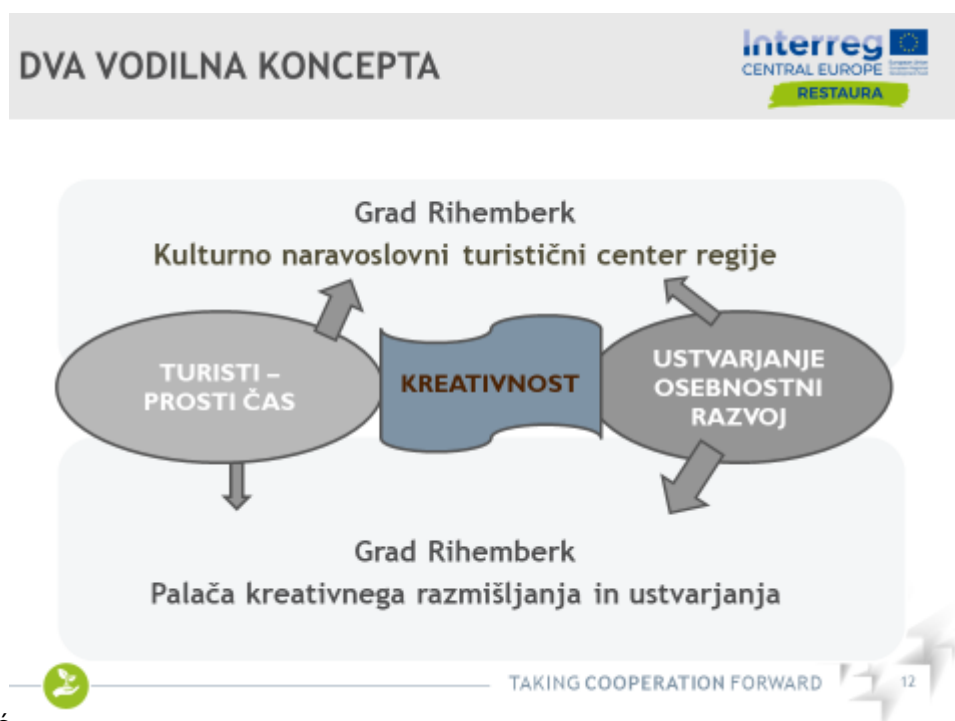 DVA VODILNA KONCEPTA
Interreg
CENTRAL EUROPE
RESTAURA
Grad Rihemberk
Kulturno naravoslovni turistični center regije
TURISTI –
PROSTI ČAS
KREATIVNOST
USTVARJANJE
OSEBNOSTNI
RAZVOJ
Grad Rihemberk
Palača kreativnega razmišljanja in ustvarjanja
TAKING COOPERATION FORWARD
12